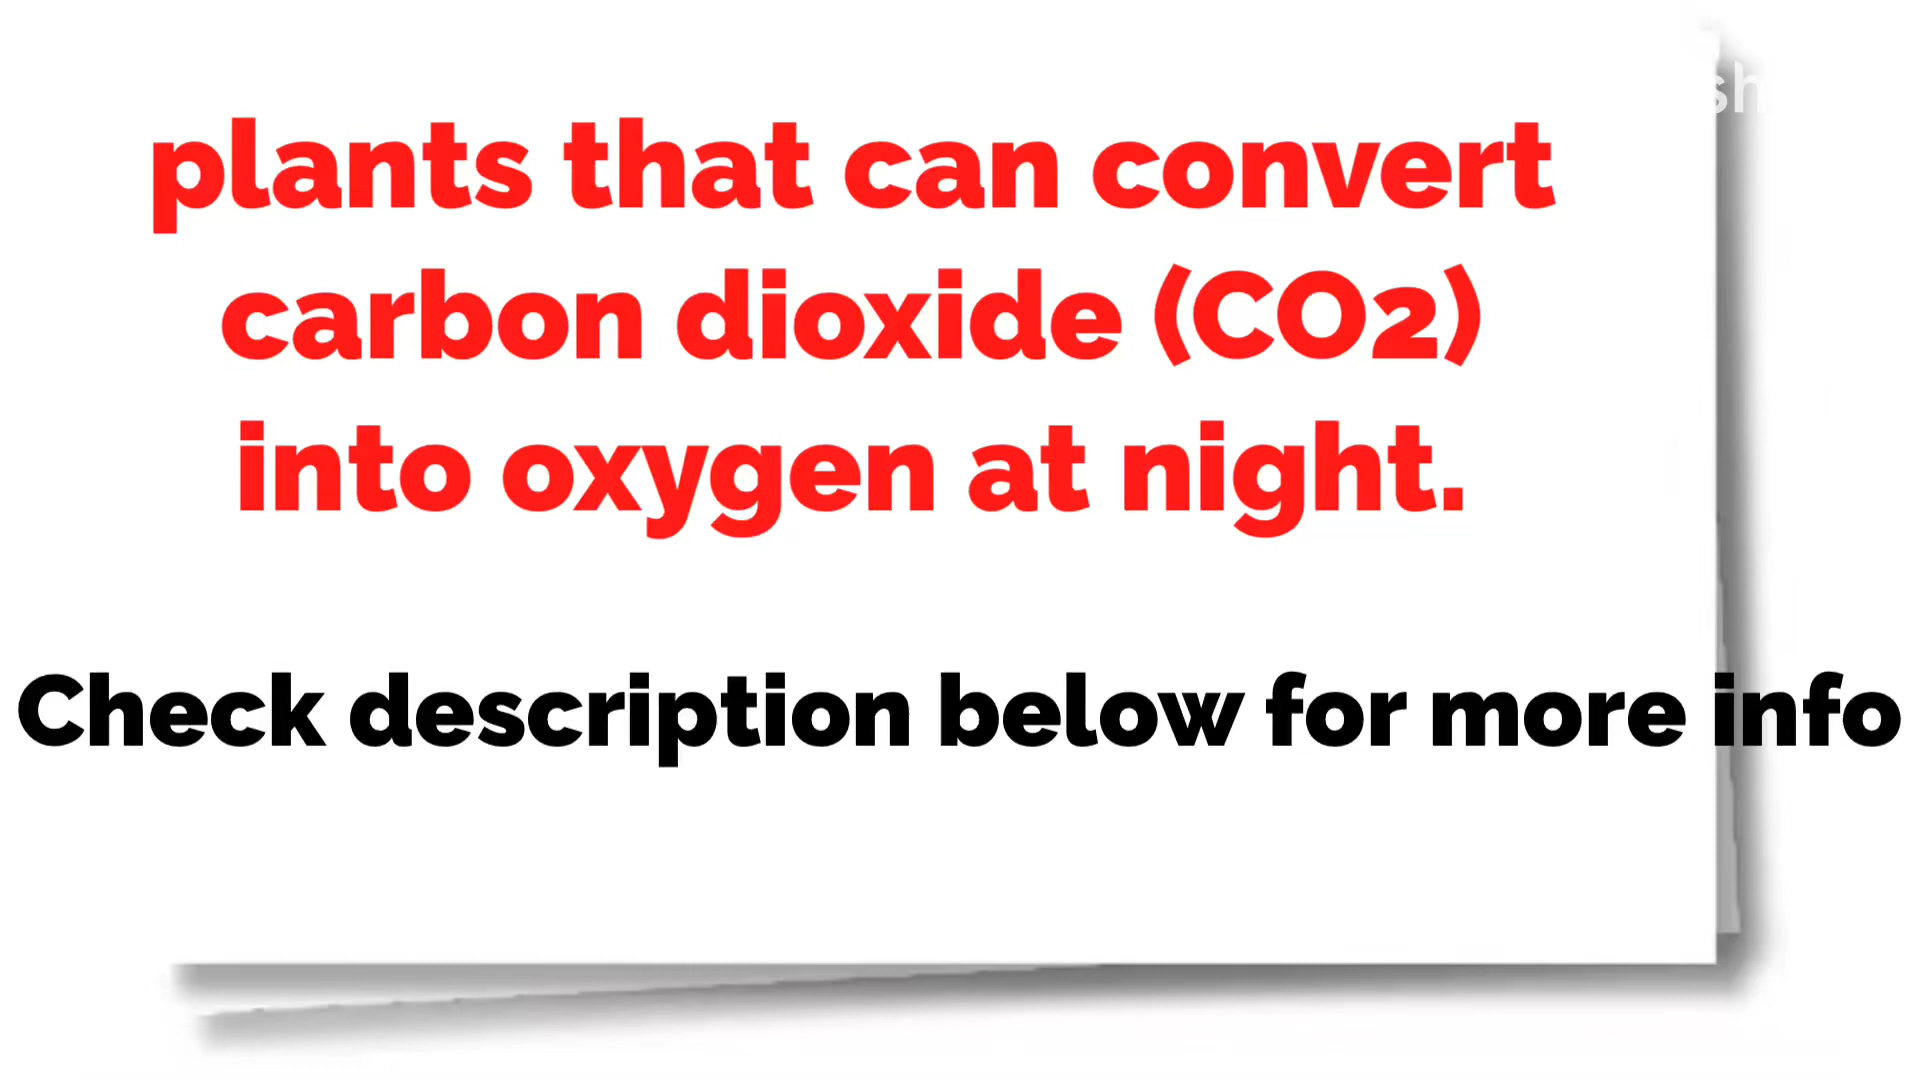 plants that can convert
carbon dioxide (CO2)
into oxygen at night.
Check description below for more info